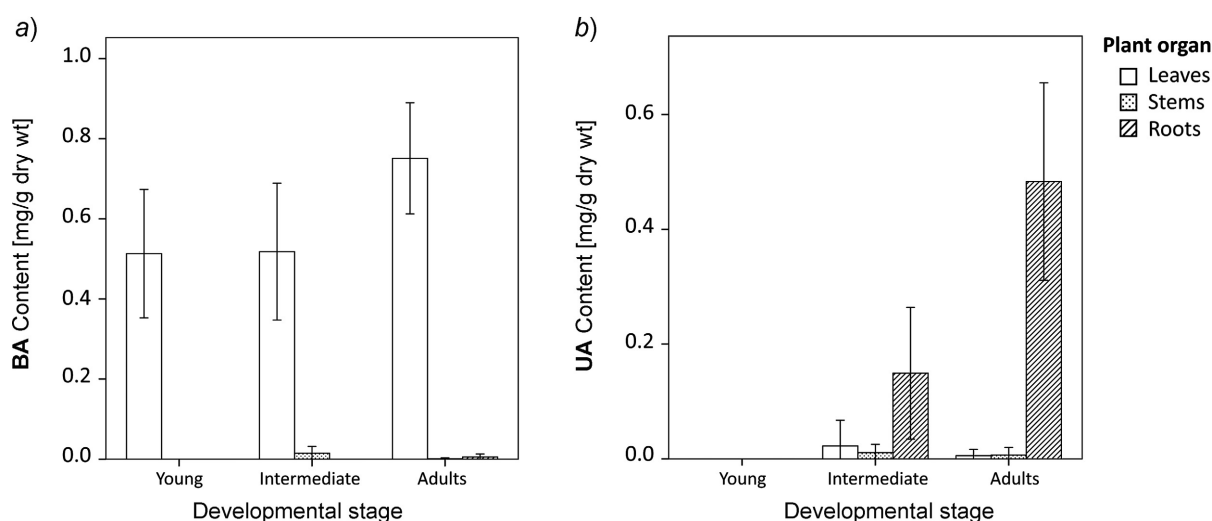 a)
BA Content [mg/g dry wt]
1.0
0.8
0.6
0.4
0.2
0.0
Young Intermediate Adults
Developmental stage
b)
UA Content [mg/g dry wt]
0.6
0.4
0.2
0.0
Young Intermediate Adults
Developmental stage
Plant organ
Leaves
Stems
Roots